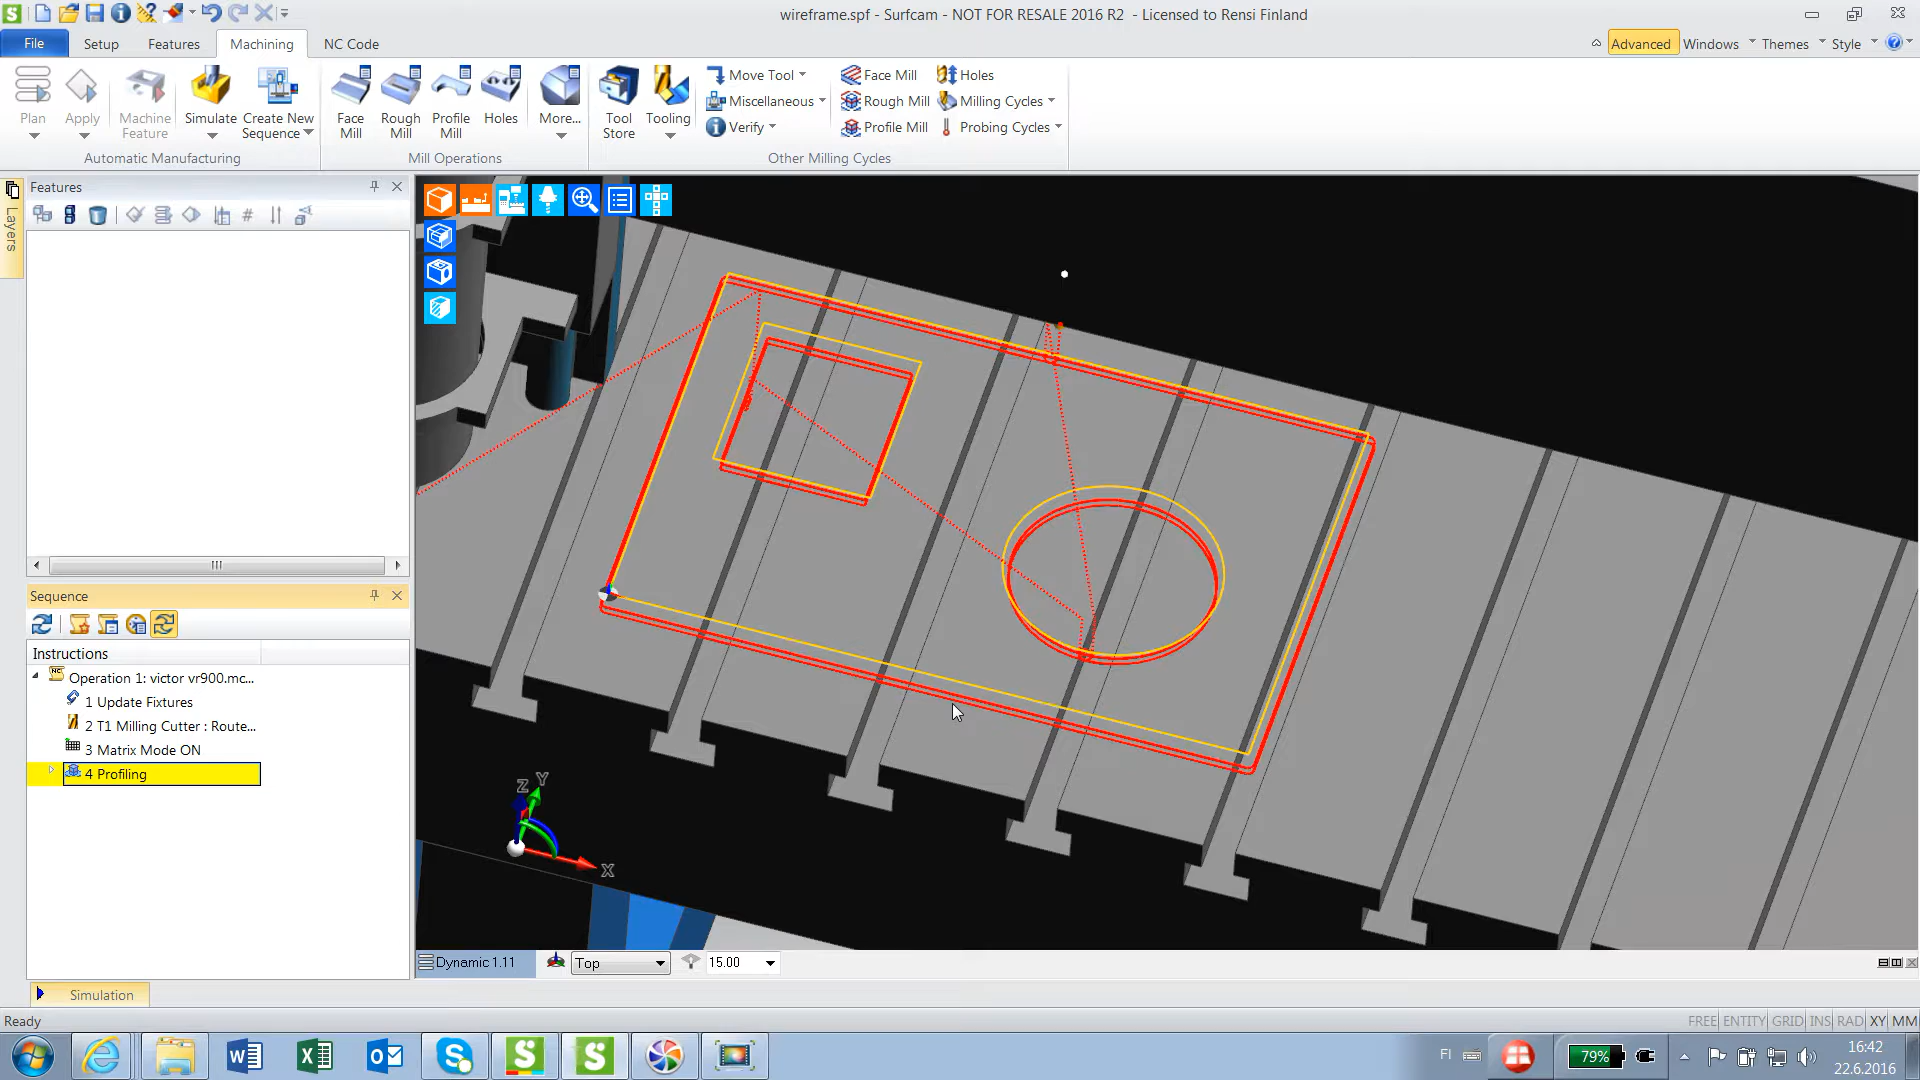 wireframe.spf - Surfcam - NOT FOR RESALE 2016 R2 - Licensed to Rensi Finland
File
Setup
Features
Machining
NC Code
Advanced
Windows
Themes
Style
Plan
Apply
Machine
Feature
Simulate
Create New
Sequence
Face
Mill
Rough
Mill
Profile
Mill
Holes
More...
Tool
Store
Tooling
Move Tool
Miscellaneous
Verify
Face Mill
Rough Mill
Profile Mill
Holes
Milling Cycles
Probing Cycles
Automatic Manufacturing
Mill Operations
Other Milling Cycles
Layers
Features
Sequence
Instructions
Operation 1: victor vr900.mc...
1 Update Fixtures
2 T1 Milling Cutter : Route...
3 Matrix Mode ON
4 Profiling
Z
Y
X
Dynamic 1.11
Top
15.00
Simulation
Ready
FREE ENTITY GRID INS RAD XY MM
FI
79%
16:42
22.6.2016